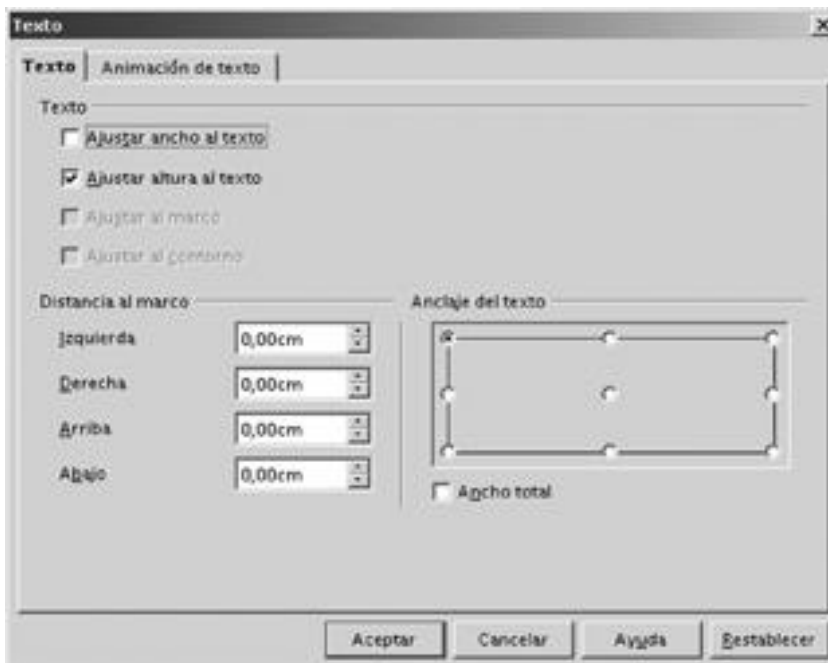 Texto
Texto Animación de texto
Texto
Ajustar ancho al texto
Ajustar altura al texto
Ajustar al marco
Ajustar al contorno
Distancia al marco
Izquierda 0,00cm
Derecha 0,00cm
Arriba 0,00cm
Abajo 0,00cm
Anclaje del texto
Ancho total
Aceptar Cancelar Ayuda Restablecer